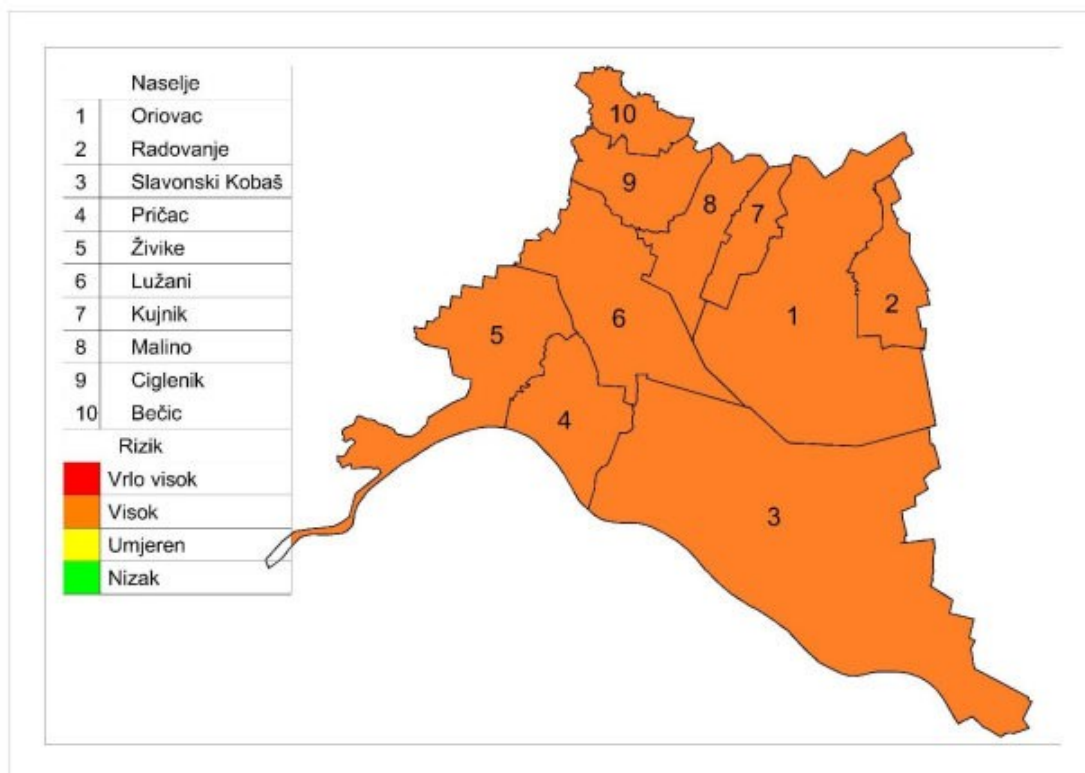 Naselje
1 Oriovac
2 Radovanje
3 Slavonski Kobaš
4 Pričac
5 Živike
6 Lužani
7 Kujnik
8 Malino
9 Ciglenik
10 Bečic
Rizik
Vrlo visok
Visok
Umjeren
Nizak
10
9
8
7
1
2
6
5
4
3